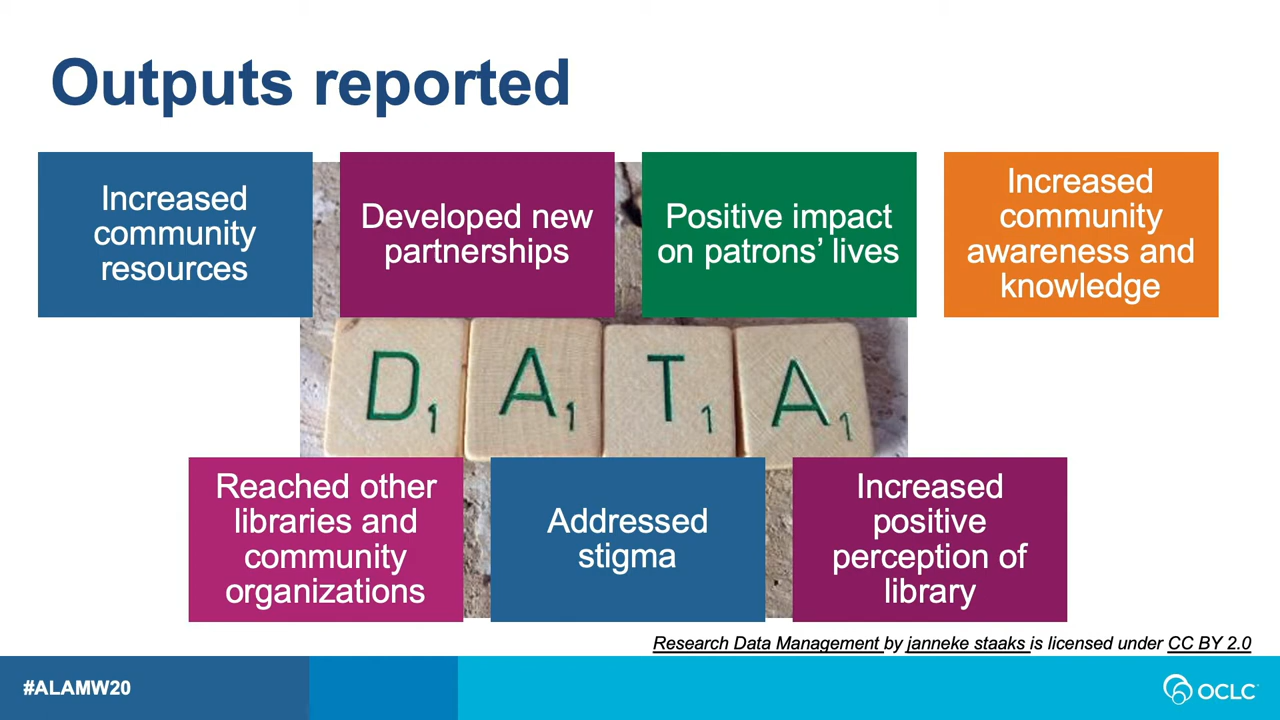 Outputs reported
Increased
community
resources
Developed new
partnerships
Positive impact
on patrons’ lives
Increased
community
awareness and
knowledge
D1 A1 T1 A1
Reached other
libraries and
community
organizations
Addressed
stigma
Increased
positive
perception of
library
Research Data Management by janneke staaks is licensed under CC BY 2.0
#ALAMW20
OCLC